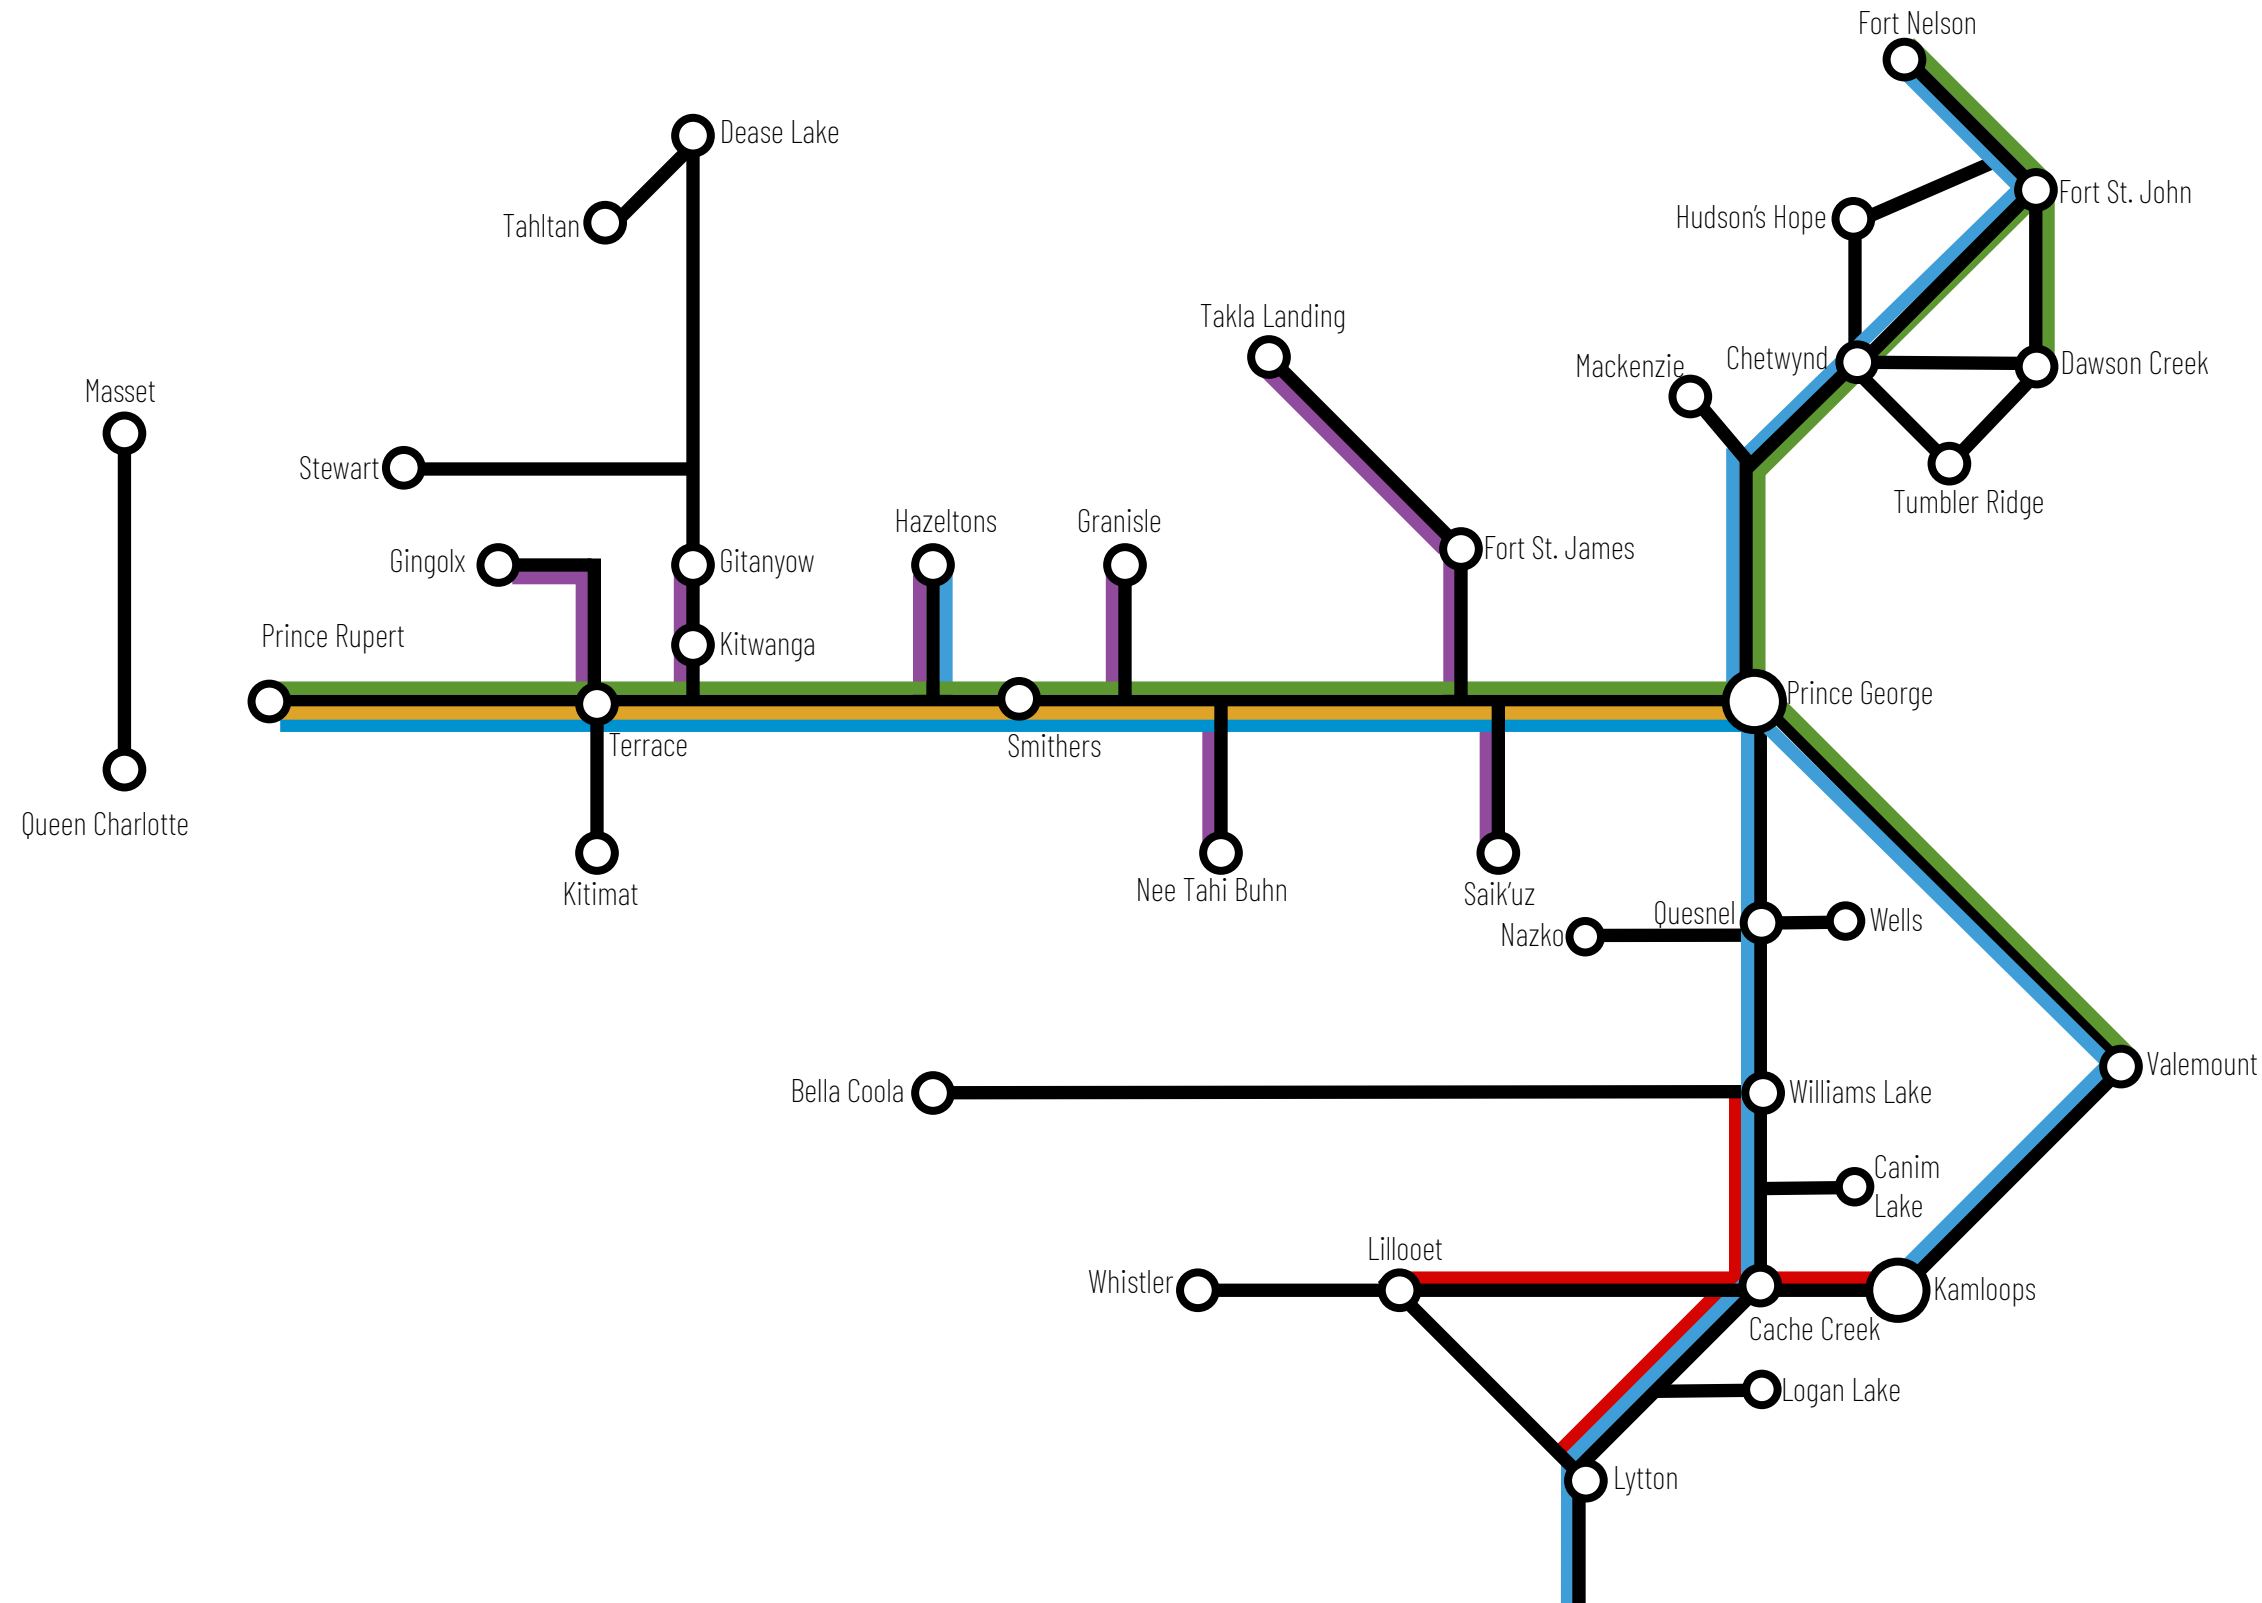 Fort Nelson
Dease Lake
Fort St. John
Hudson's Hope
Tahltan
Takla Landing
Chetwynd
Mackenzie
Dawson Creek
Masset
Stewart
Tumbler Ridge
Hazeltons
Granisle
Fort St. James
Gingolx
Gitanyow
Prince Rupert
Kitwanga
Prince George
Terrace
Smithers
Queen Charlotte
Kitimat
Nee Tahi Buhn
Saik'uz
Quesnel
Wells
Nazko
Valemount
Bella Coola
Williams Lake
Canim
Lake
Lillooet
Whistler
Kamloops
Cache Creek
Logan Lake
Lytton